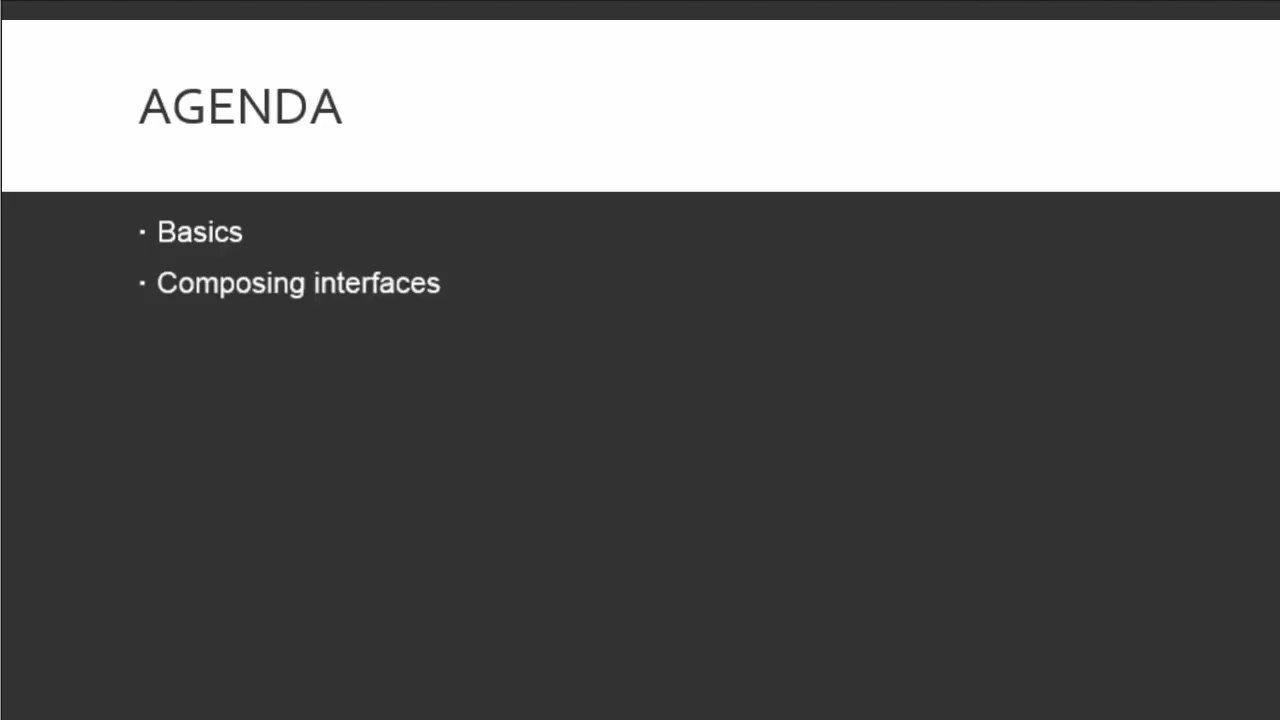 AGENDA
· Basics
· Composing interfaces